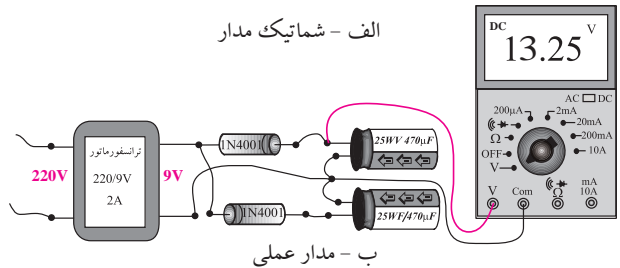 الف - شماتیک مدار
DC
13.25 V
AC DC
200µA
2mA
20mA
200mA
10A
Ω
OFF
V
V
Com
Ω
mA
10A
1N4001
25WV 470µF
220V
ترانسفورماتور
220/9V
2A
9V
1N4001
25WF/470µF
ب - مدار عملی